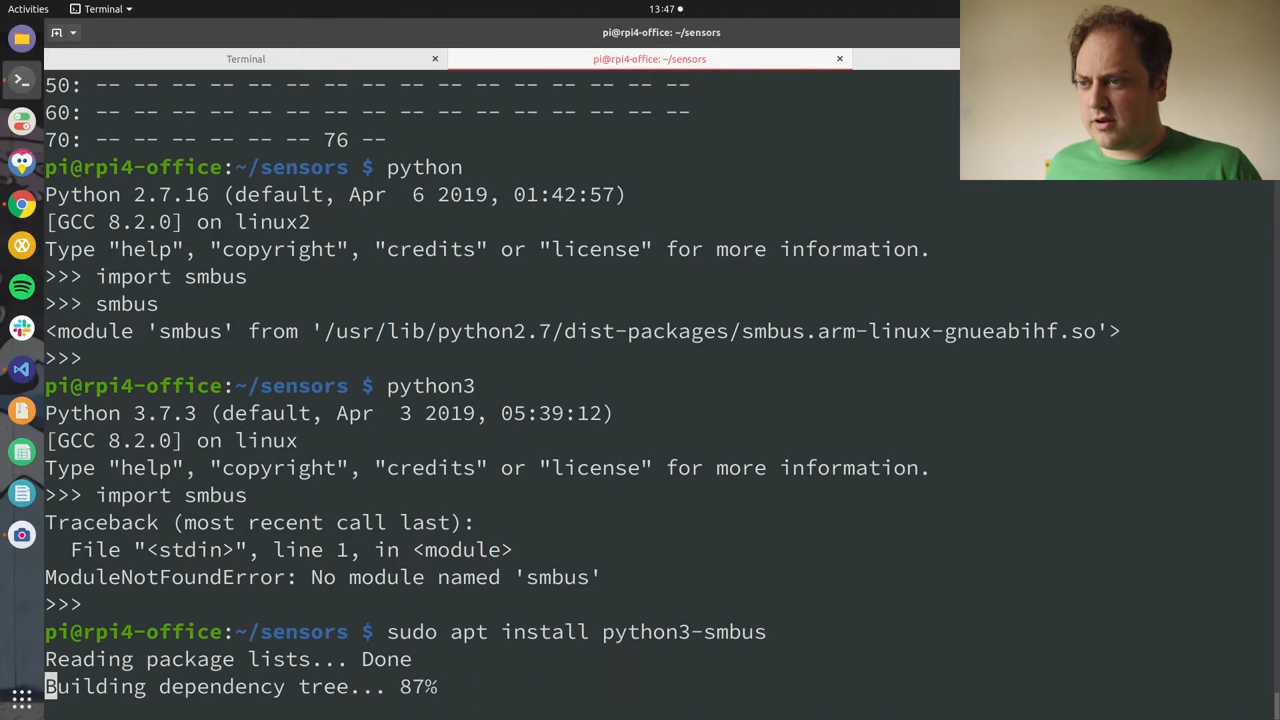 Activities
Terminal
13:47
pi@rpi4-office: ~/sensors
Terminal
pi@rpi4-office: ~/sensors
50: -- -- -- -- -- -- -- -- -- -- -- -- -- -- -- --
60: -- -- -- -- -- -- -- -- -- -- -- -- -- -- -- --
70: -- -- -- -- -- -- 76 --
pi@rpi4-office:~/sensors $ python
Python 2.7.16 (default, Apr  6 2019, 01:42:57)
[GCC 8.2.0] on linux2
Type "help", "copyright", "credits" or "license" for more information.
>>> import smbus
>>> smbus
<module 'smbus' from '/usr/lib/python2.7/dist-packages/smbus.arm-linux-gnueabihf.so'>
>>>
pi@rpi4-office:~/sensors $ python3
Python 3.7.3 (default, Apr  3 2019, 05:39:12)
[GCC 8.2.0] on linux
Type "help", "copyright", "credits" or "license" for more information.
>>> import smbus
Traceback (most recent call last):
  File "<stdin>", line 1, in <module>
ModuleNotFoundError: No module named 'smbus'
>>>
pi@rpi4-office:~/sensors $ sudo apt install python3-smbus
Reading package lists... Done
Building dependency tree... 87%